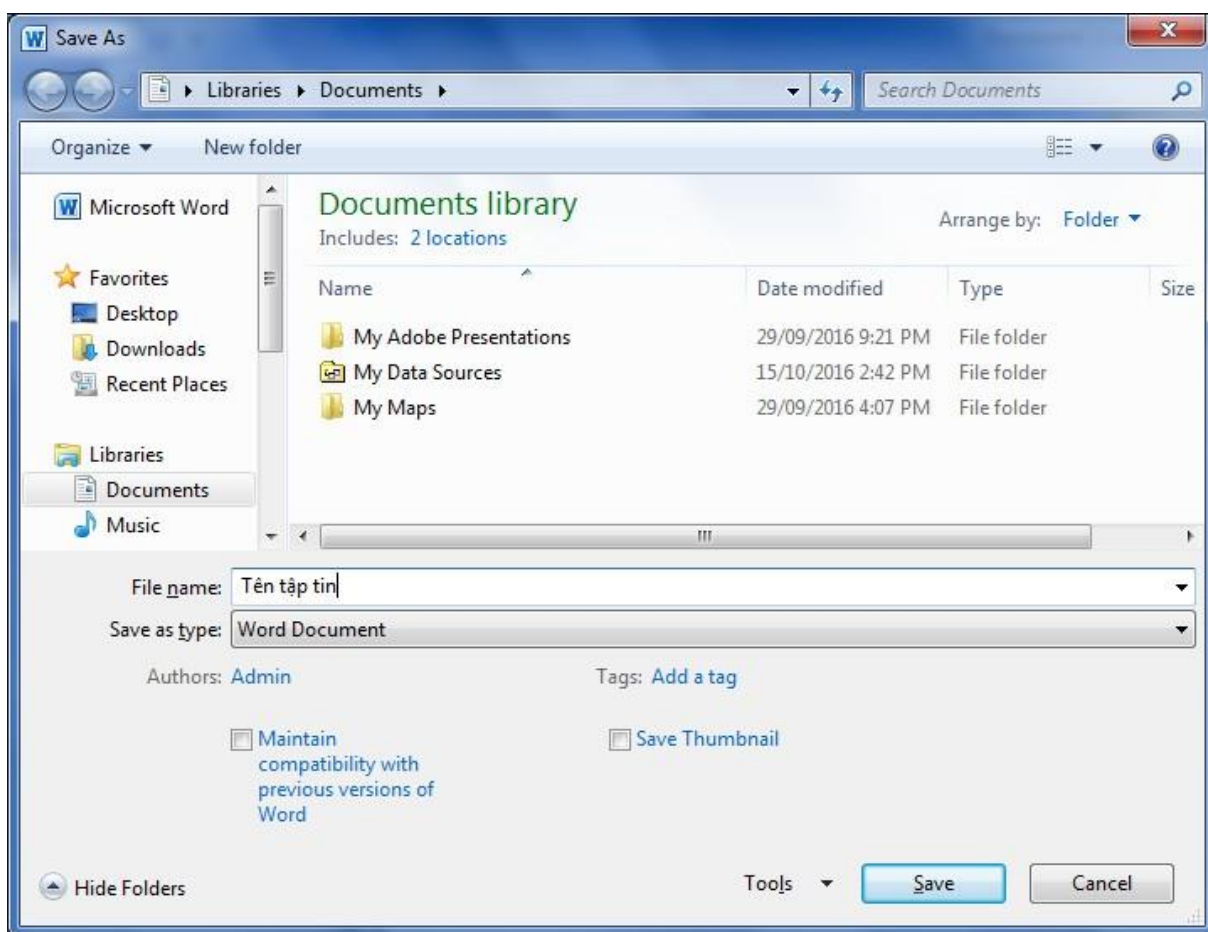 Save As
Libraries Documents
Search Documents
Organize
New folder
Microsoft Word
Favorites
Desktop
Downloads
Recent Places
Libraries
Documents
Music
Documents library
Includes: 2 locations
Arrange by: Folder
Name Date modified Type Size
My Adobe Presentations 29/09/2016 9:21 PM File folder
My Data Sources 15/10/2016 2:42 PM File folder
My Maps 29/09/2016 4:07 PM File folder
File name: Tên tập tin
Save as type: Word Document
Authors: Admin Tags: Add a tag
Maintain
compatibility with
previous versions of
Word
Save Thumbnail
Hide Folders Tools Save Cancel